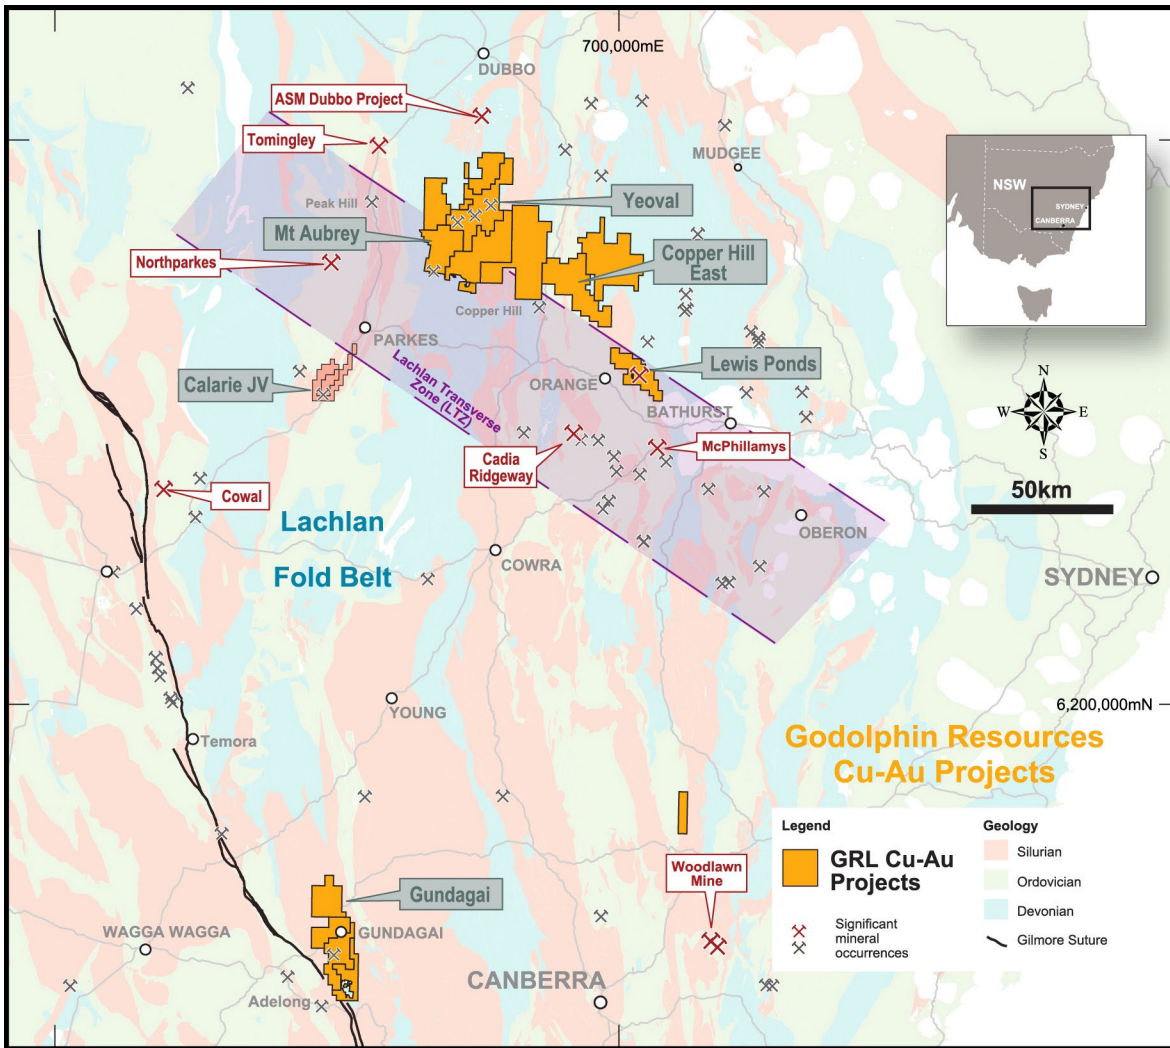 700,000mE
DUBBO
ASM Dubbo Project
Tomingley
MUDGEE
NSW
SYDNEY
CANBERRA
Peak Hill
Yeoval
Mt Aubrey
Northparkes
Copper Hill
East
Copper Hill
PARKES
Lachlan Transverse
Zone (LTZ)
Lewis Ponds
Calarie JV
ORANGE
BATHURST
N
W
E
S
McPhillamys
Cadia
Ridgeway
50km
Cowal
OBERON
Lachlan
Fold Belt
COWRA
SYDNEY
YOUNG
6,200,000mN
Temora
Godolphin Resources
Cu-Au Projects
Legend
GRL Cu-Au
Projects
Significant
mineral
occurrences
Geology
Silurian
Ordovician
Devonian
Gilmore Suture
Woodlawn
Mine
Gundagai
WAGGA WAGGA
GUNDAGAI
CANBERRA
Adelong